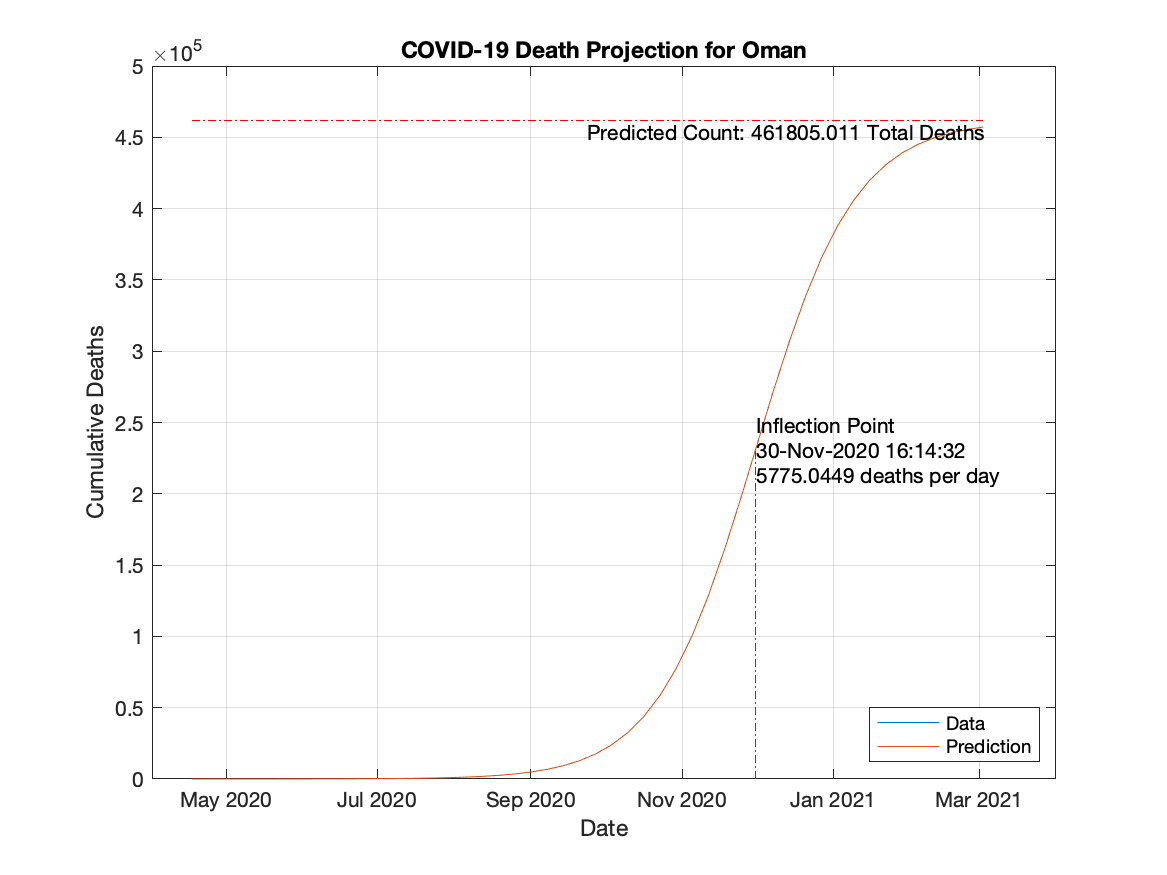 COVID-19 Death Projection for Oman
×10⁵
5
4.5
4
3.5
3
2.5
2
1.5
1
0.5
0
Cumulative Deaths
Predicted Count: 461805.011 Total Deaths
Inflection Point
30-Nov-2020 16:14:32
5775.0449 deaths per day
Data
Prediction
May 2020
Jul 2020
Sep 2020
Nov 2020
Jan 2021
Mar 2021
Date